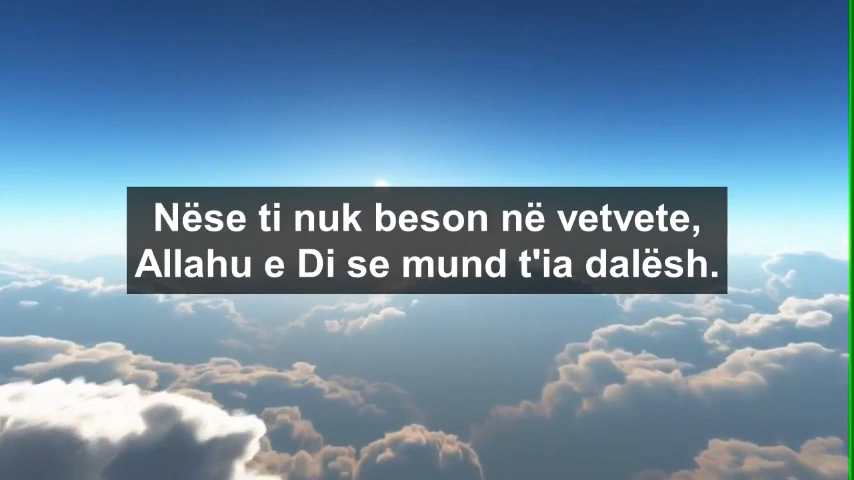 Nëse ti nuk beson në vetvete,
Allahu e Di se mund t'ia dalësh.